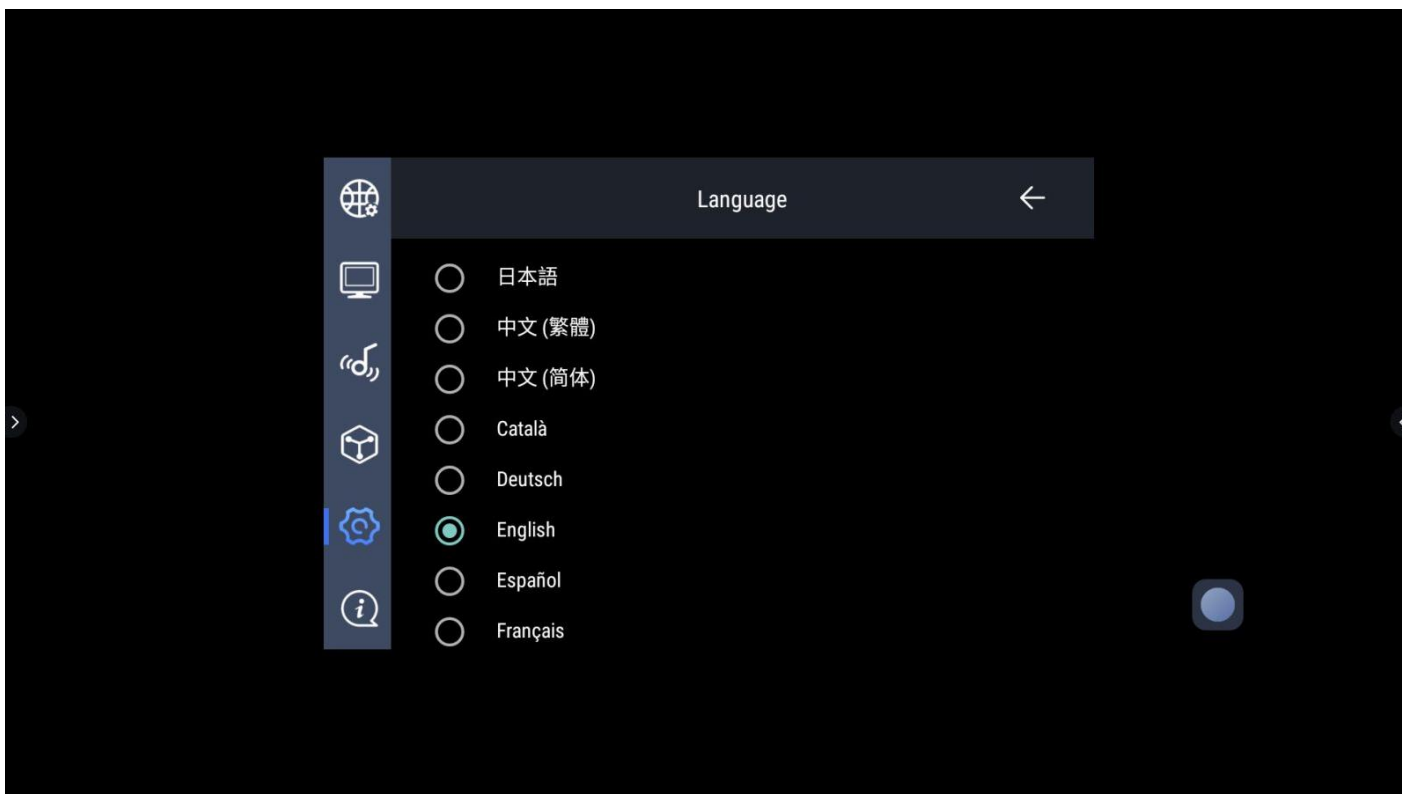 Language
日本語
中文 (繁體)
中文 (简体)
Català
Deutsch
English
Español
Français